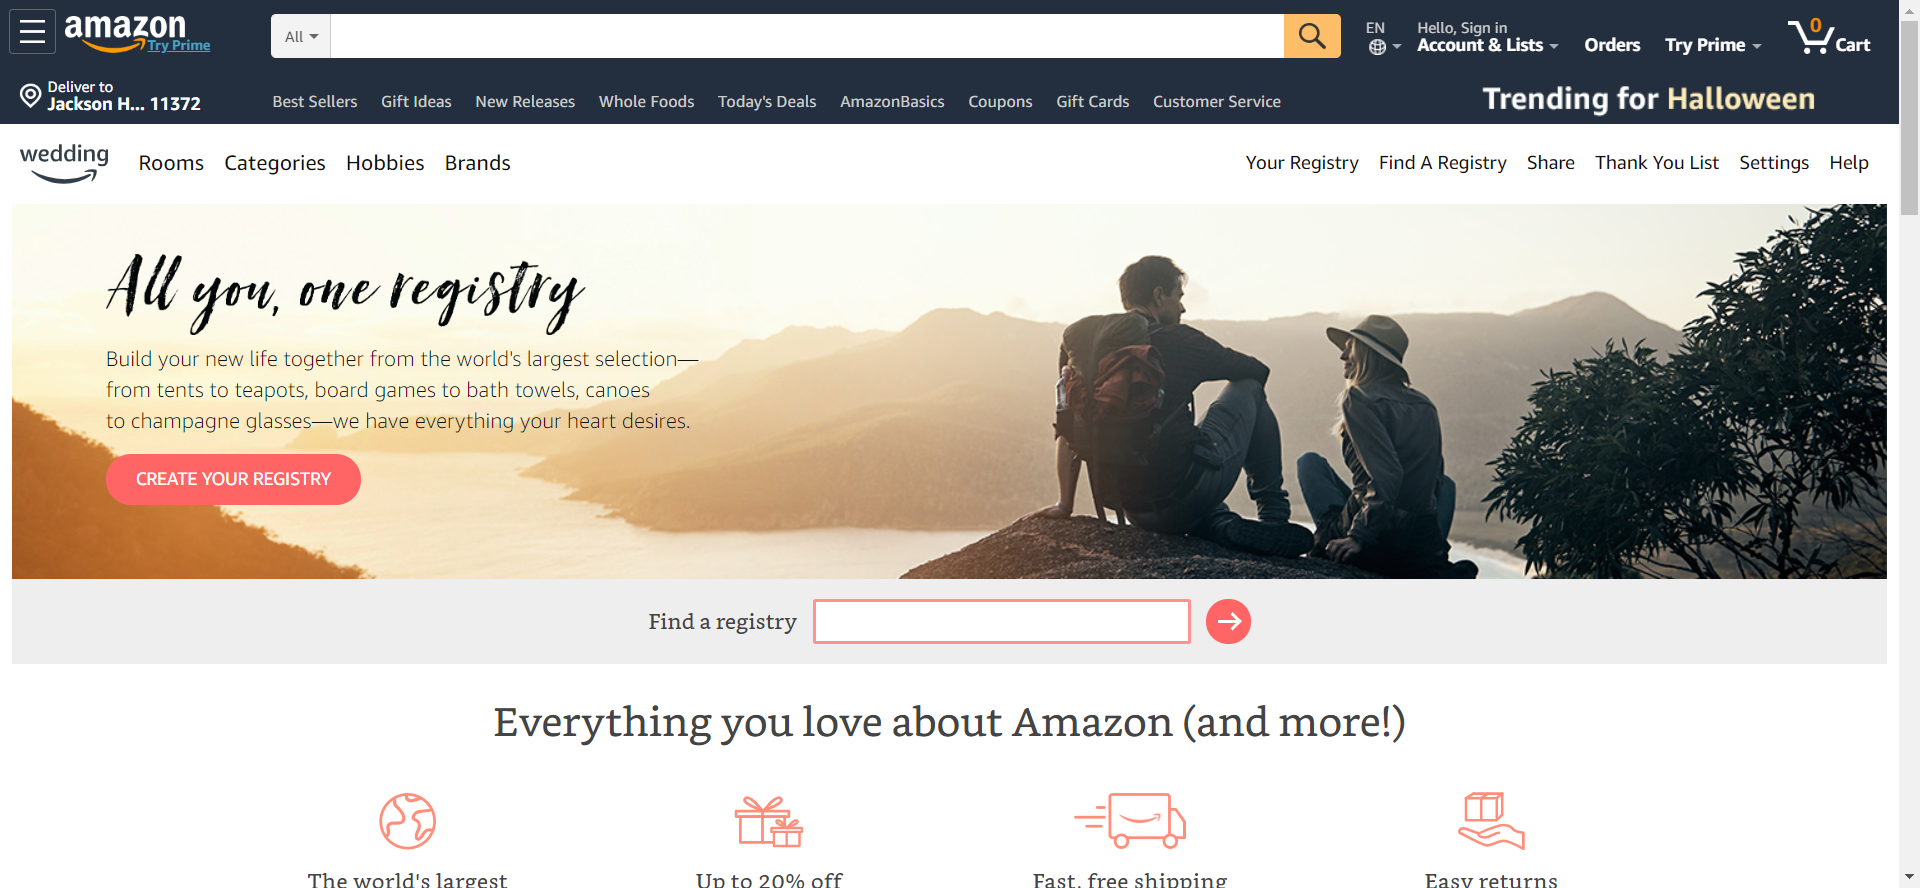 amazon
Try Prime
All
EN
Hello, Sign in
Account & Lists
Orders
Try Prime
0
Cart
Deliver to
Jackson H... 11372
Best Sellers
Gift Ideas
New Releases
Whole Foods
Today's Deals
AmazonBasics
Coupons
Gift Cards
Customer Service
Trending for Halloween
wedding
Rooms
Categories
Hobbies
Brands
Your Registry
Find A Registry
Share
Thank You List
Settings
Help
All you, one registry
Build your new life together from the world's largest selection—
from tents to teapots, board games to bath towels, canoes
to champagne glasses—we have everything your heart desires.
CREATE YOUR REGISTRY
Find a registry
Everything you love about Amazon (and more!)
The world's largest
Up to 20% off
Fast, free shipping
Easy returns